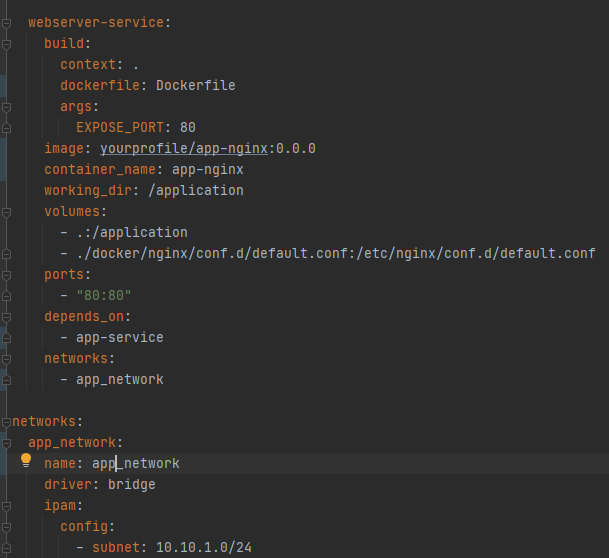 webserver-service:
build:
context: .
dockerfile: Dockerfile
args:
EXPOSE_PORT: 80
image: yourprofile/app-nginx:0.0.0
container_name: app-nginx
working_dir: /application
volumes:
- .:/application
- ./docker/nginx/conf.d/default.conf:/etc/nginx/conf.d/default.conf
ports:
- "80:80"
depends_on:
- app-service
networks:
- app_network
networks:
app_network:
name: app_network
driver: bridge
ipam:
config:
- subnet: 10.10.1.0/24